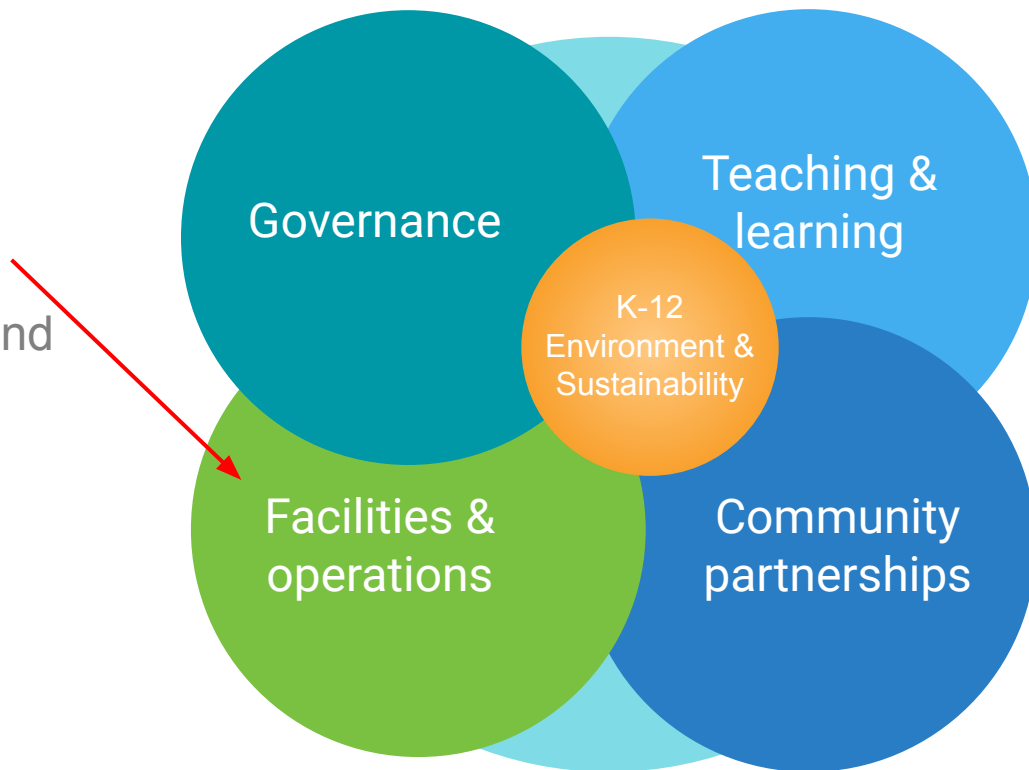 Governance
Teaching &
learning
nd
K-12
Environment &
Sustainability
Facilities &
operations
Community
partnerships